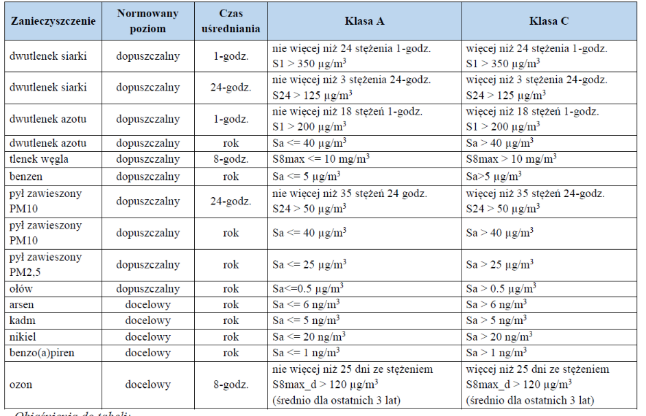 Zanieczyszczenie Normowany poziom Czas uśredniania Klasa A Klasa C
dwutlenek siarki dopuszczalny 1-godz. nie więcej niż 24 stężenia 1-godz. więcej niż 24 stężenia 1-godz.
S1 > 350 µg/m³ S1 > 350 µg/m³
dwutlenek siarki dopuszczalny 24-godz. nie więcej niż 3 stężenia 24-godz. więcej niż 3 stężenia 24-godz.
S24 > 125 µg/m³ S24 > 125 µg/m³
dwutlenek azotu dopuszczalny 1-godz. nie więcej niż 18 stężeń 1-godz. więcej niż 18 stężeń 1-godz.
S1 > 200 µg/m³ S1 > 200 µg/m³
dwutlenek azotu dopuszczalny rok Sa <= 40 µg/m³ Sa > 40 µg/m³
tlenek węgla dopuszczalny 8-godz. S8max <= 10 mg/m³ S8max > 10 mg/m³
benzen dopuszczalny rok Sa <= 5 µg/m³ Sa>5 µg/m³
pył zawieszony PM10 dopuszczalny 24-godz. nie więcej niż 35 stężeń 24 godz. więcej niż 35 stężeń 24-godz.
S24 > 50 µg/m³ S24 > 50 µg/m³
pył zawieszony PM10 dopuszczalny rok Sa <= 40 µg/m³ Sa > 40 µg/m³
pył zawieszony PM2.5 dopuszczalny rok Sa <= 25 µg/m³ Sa > 25 µg/m³
ołów dopuszczalny rok Sa<=0.5 µg/m³ Sa > 0.5 µg/m³
arsen docelowy rok Sa <= 6 ng/m³ Sa > 6 ng/m³
kadm docelowy rok Sa <= 5 ng/m³ Sa > 5 ng/m³
nikiel docelowy rok Sa <= 20 ng/m³ Sa > 20 ng/m³
benzo(a)piren docelowy rok Sa <= 1 ng/m³ Sa > 1 ng/m³
ozon docelowy 8-godz. nie więcej niż 25 dni ze stężeniem więcej niż 25 dni ze stężeniem
S8max_d > 120 µg/m³ S8max_d > 120 µg/m³
(średnio dla ostatnich 3 lat) (średnio dla ostatnich 3 lat)
Objaśnienia do tabeli: